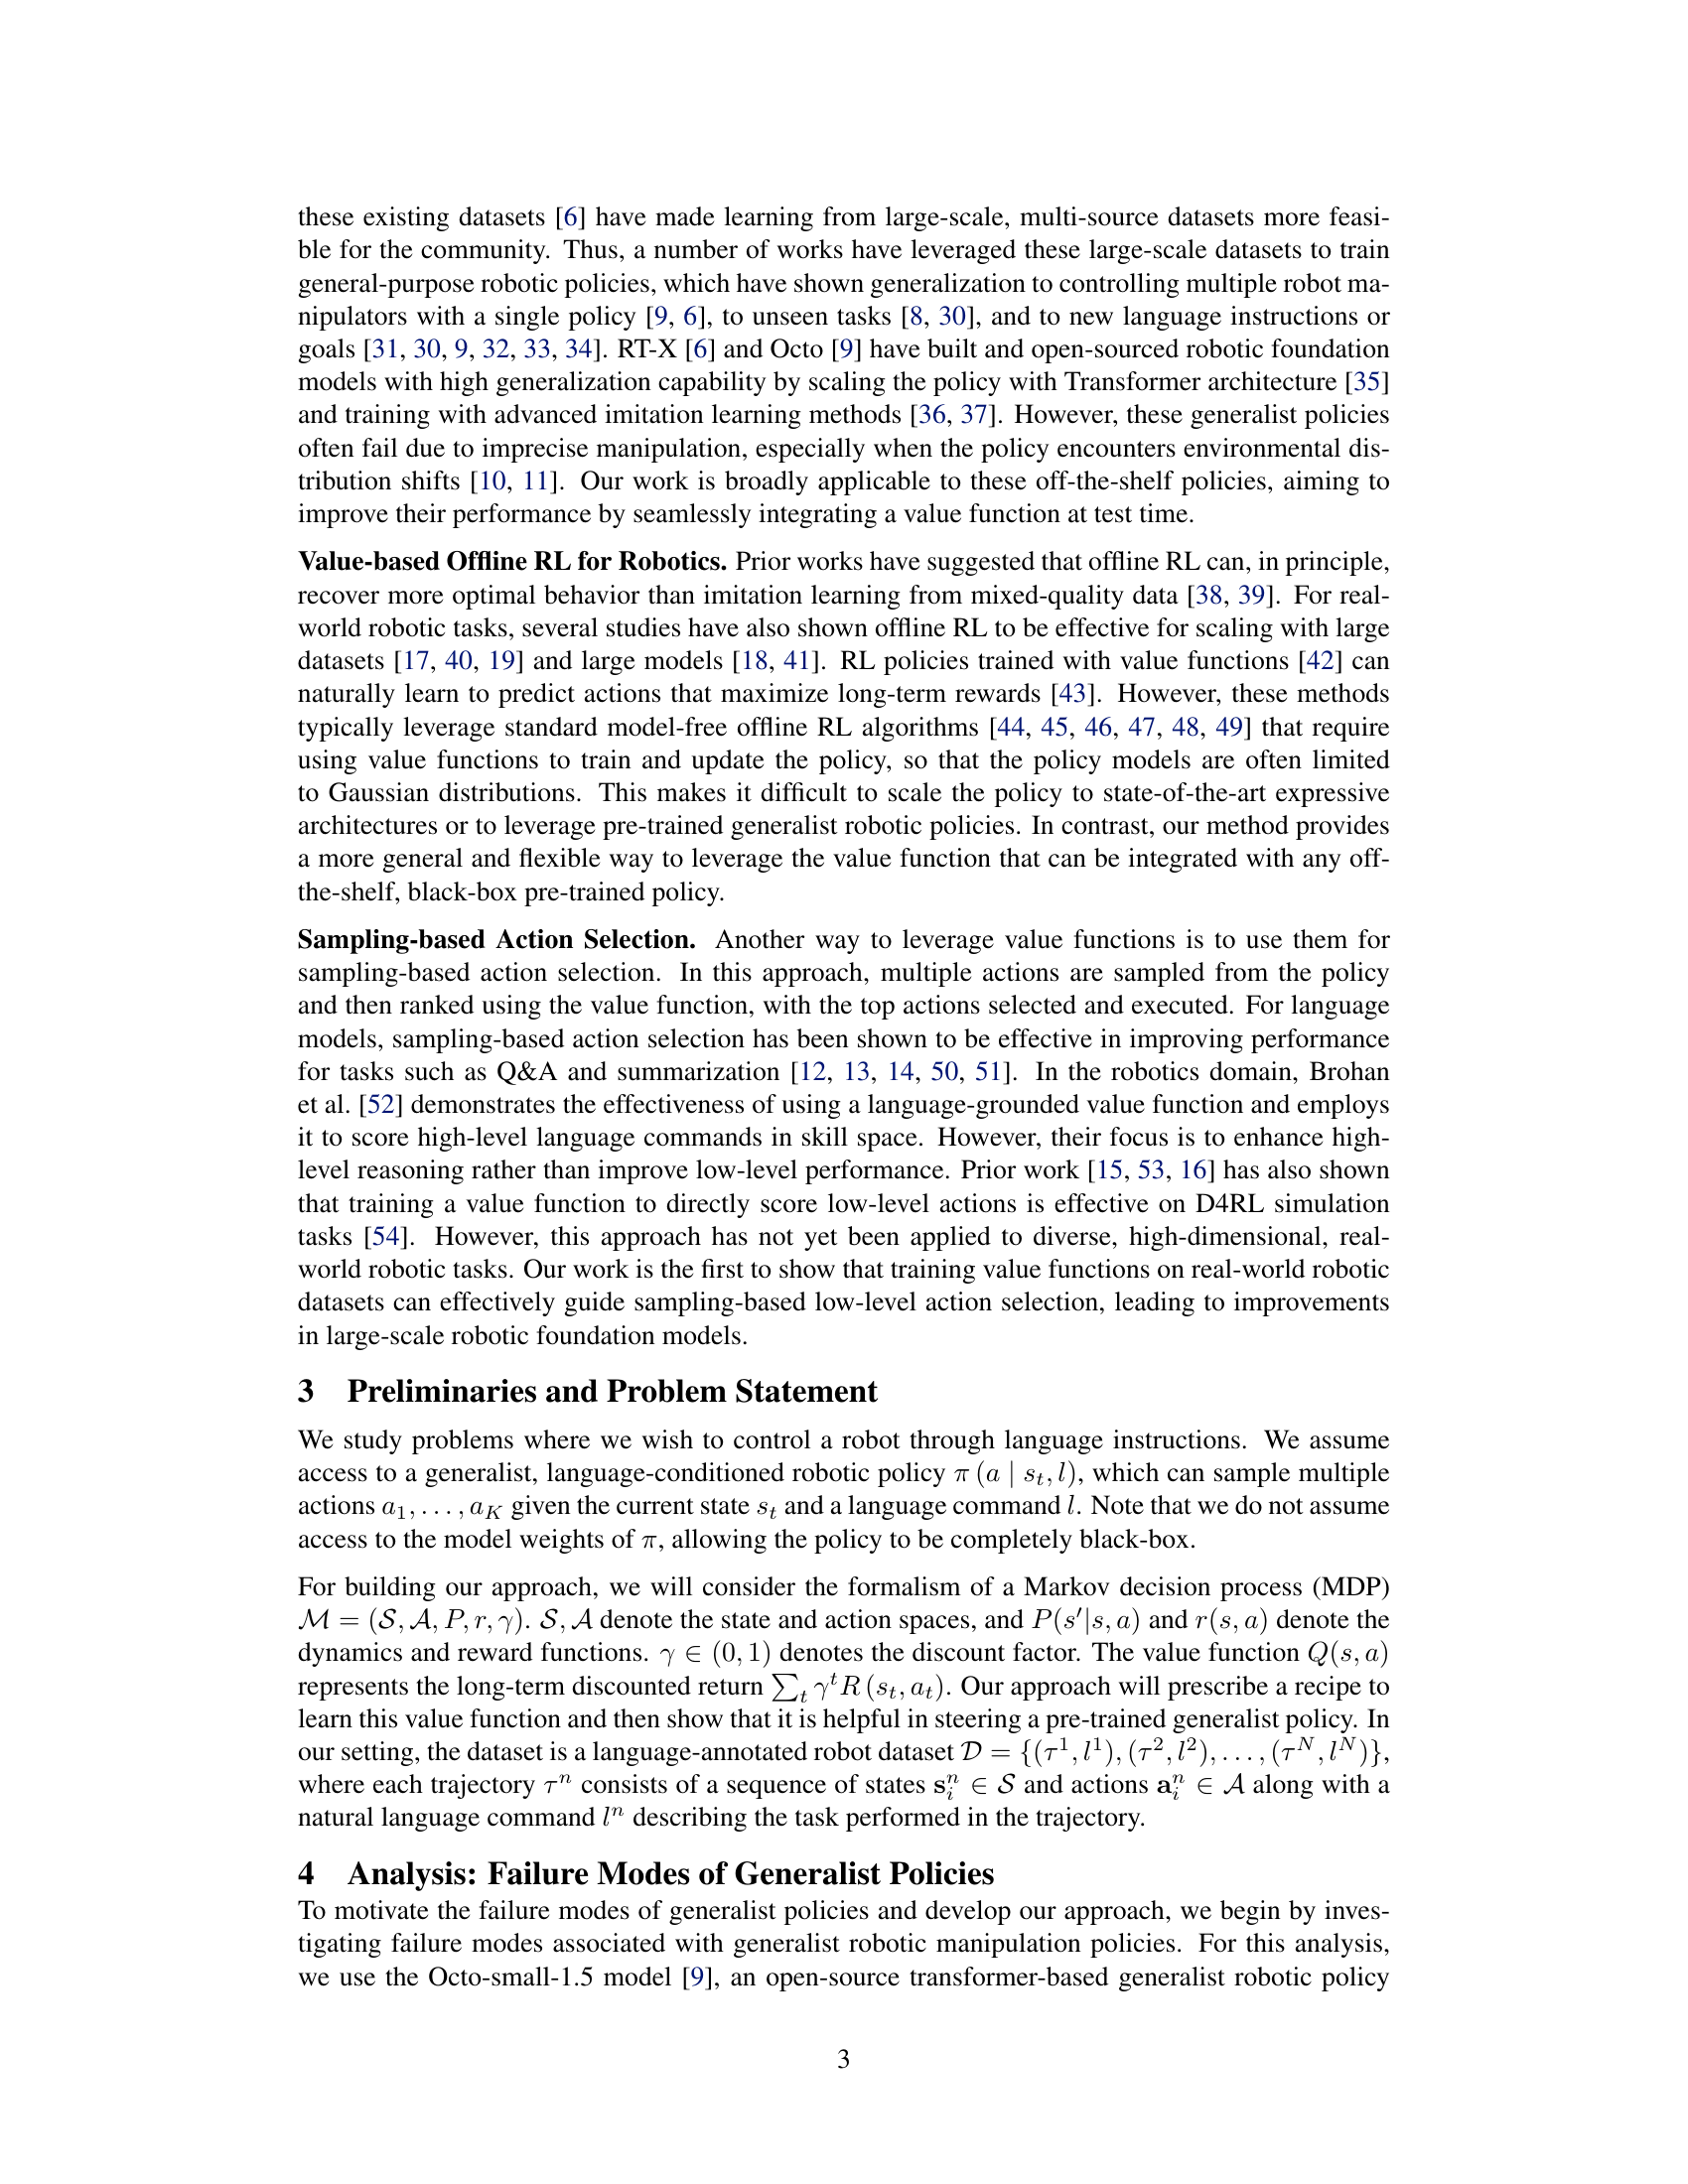 these existing datasets [6] have made learning from large-scale, multi-source datasets more feasi-
ble for the community. Thus, a number of works have leveraged these large-scale datasets to train
general-purpose robotic policies, which have shown generalization to controlling multiple robot ma-
nipulators with a single policy [9, 6], to unseen tasks [8, 30], and to new language instructions or
goals [31, 30, 9, 32, 33, 34]. RT-X [6] and Octo [9] have built and open-sourced robotic foundation
models with high generalization capability by scaling the policy with Transformer architecture [35]
and training with advanced imitation learning methods [36, 37]. However, these generalist policies
often fail due to imprecise manipulation, especially when the policy encounters environmental dis-
tribution shifts [10, 11]. Our work is broadly applicable to these off-the-shelf policies, aiming to
improve their performance by seamlessly integrating a value function at test time.
Value-based Offline RL for Robotics. Prior works have suggested that offline RL can, in principle,
recover more optimal behavior than imitation learning from mixed-quality data [38, 39]. For real-
world robotic tasks, several studies have also shown offline RL to be effective for scaling with large
datasets [17, 40, 19] and large models [18, 41]. RL policies trained with value functions [42] can
naturally learn to predict actions that maximize long-term rewards [43]. However, these methods
typically leverage standard model-free offline RL algorithms [44, 45, 46, 47, 48, 49] that require
using value functions to train and update the policy, so that the policy models are often limited
to Gaussian distributions. This makes it difficult to scale the policy to state-of-the-art expressive
architectures or to leverage pre-trained generalist robotic policies. In contrast, our method provides
a more general and flexible way to leverage the value function that can be integrated with any off-
the-shelf, black-box pre-trained policy.
Sampling-based Action Selection. Another way to leverage value functions is to use them for
sampling-based action selection. In this approach, multiple actions are sampled from the policy
and then ranked using the value function, with the top actions selected and executed. For language
models, sampling-based action selection has been shown to be effective in improving performance
for tasks such as Q&A and summarization [12, 13, 14, 50, 51]. In the robotics domain, Brohan
et al. [52] demonstrates the effectiveness of using a language-grounded value function and employs
it to score high-level language commands in skill space. However, their focus is to enhance high-
level reasoning rather than improve low-level performance. Prior work [15, 53, 16] has also shown
that training a value function to directly score low-level actions is effective on D4RL simulation
tasks [54]. However, this approach has not yet been applied to diverse, high-dimensional, real-
world robotic tasks. Our work is the first to show that training value functions on real-world robotic
datasets can effectively guide sampling-based low-level action selection, leading to improvements
in large-scale robotic foundation models.
3 Preliminaries and Problem Statement
We study problems where we wish to control a robot through language instructions. We assume
access to a generalist, language-conditioned robotic policy π (a | s_t, l), which can sample multiple
actions a_1, . . . , a_K given the current state s_t and a language command l. Note that we do not assume
access to the model weights of π, allowing the policy to be completely black-box.
For building our approach, we will consider the formalism of a Markov decision process (MDP)
ℳ = (𝒮, 𝒜, P, r, γ). 𝒮, 𝒜 denote the state and action spaces, and P(s′|s, a) and r(s, a) denote the
dynamics and reward functions. γ ∈ (0, 1) denotes the discount factor. The value function Q(s, a)
represents the long-term discounted return ∑_t γ^t R (s_t, a_t). Our approach will prescribe a recipe to
learn this value function and then show that it is helpful in steering a pre-trained generalist policy. In
our setting, the dataset is a language-annotated robot dataset 𝒟 = {(τ^1, l^1), (τ^2, l^2), . . . , (τ^N, l^N)},
where each trajectory τ^n consists of a sequence of states s_i^n ∈ 𝒮 and actions a_i^n ∈ 𝒜 along with a
natural language command l^n describing the task performed in the trajectory.
4 Analysis: Failure Modes of Generalist Policies
To motivate the failure modes of generalist policies and develop our approach, we begin by inves-
tigating failure modes associated with generalist robotic manipulation policies. For this analysis,
we use the Octo-small-1.5 model [9], an open-source transformer-based generalist robotic policy
3